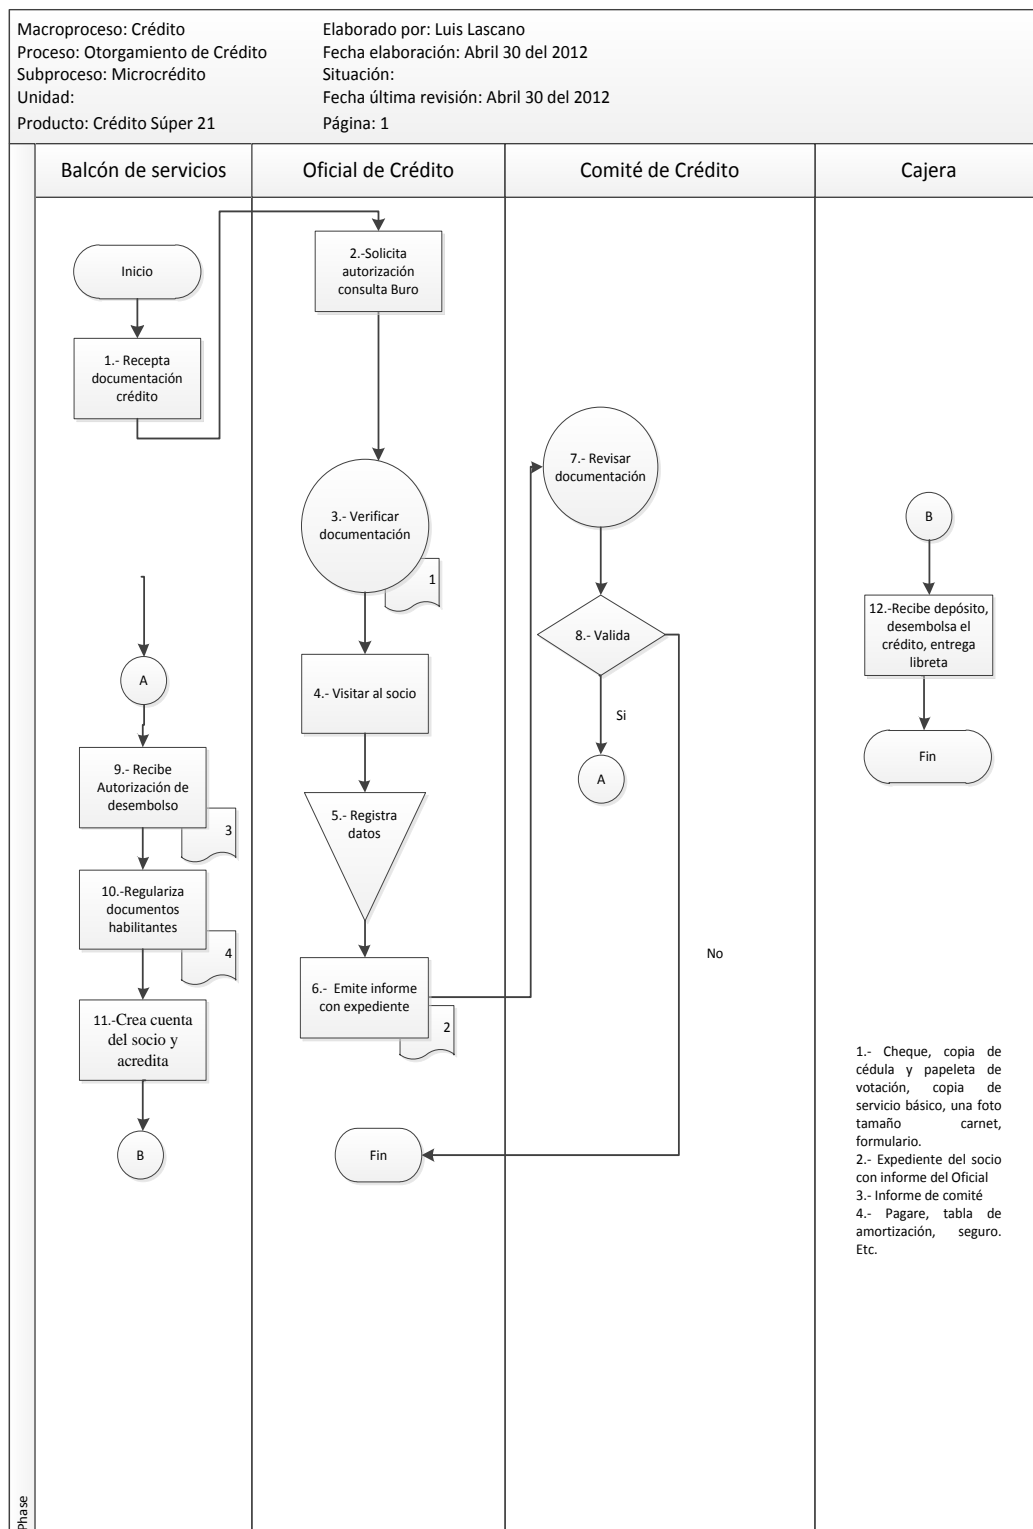 Macroproceso: Crédito
Proceso: Otorgamiento de Crédito
Subproceso: Microcrédito
Unidad:
Producto: Crédito Súper 21
Elaborado por: Luis Lascano
Fecha elaboración: Abril 30 del 2012
Situación:
Fecha última revisión: Abril 30 del 2012
Página: 1
Balcón de servicios
Oficial de Crédito
Comité de Crédito
Cajera
Inicio
1.- Recepta
documentación
crédito
A
9.- Recibe
Autorización de
desembolso
3
10.-Regulariza
documentos
habilitantes
4
11.-Crea cuenta
del socio y
acredita
B
2.-Solicita
autorización
consulta Buro
3.- Verificar
documentación
1
4.- Visitar al socio
5.- Registra
datos
6.- Emite informe
con expediente
2
Fin
7.- Revisar
documentación
8.- Valida
Si
A
No
B
12.-Recibe depósito,
desembolsa el
crédito, entrega
libreta
Fin
1.- Cheque, copia de
cédula y papeleta de
votación, copia de
servicio básico, una foto
tamaño carnet,
formulario.
2.- Expediente del socio
con informe del Oficial
3.- Informe de comité
4.- Pagare, tabla de
amortización, seguro.
Etc.
Phase